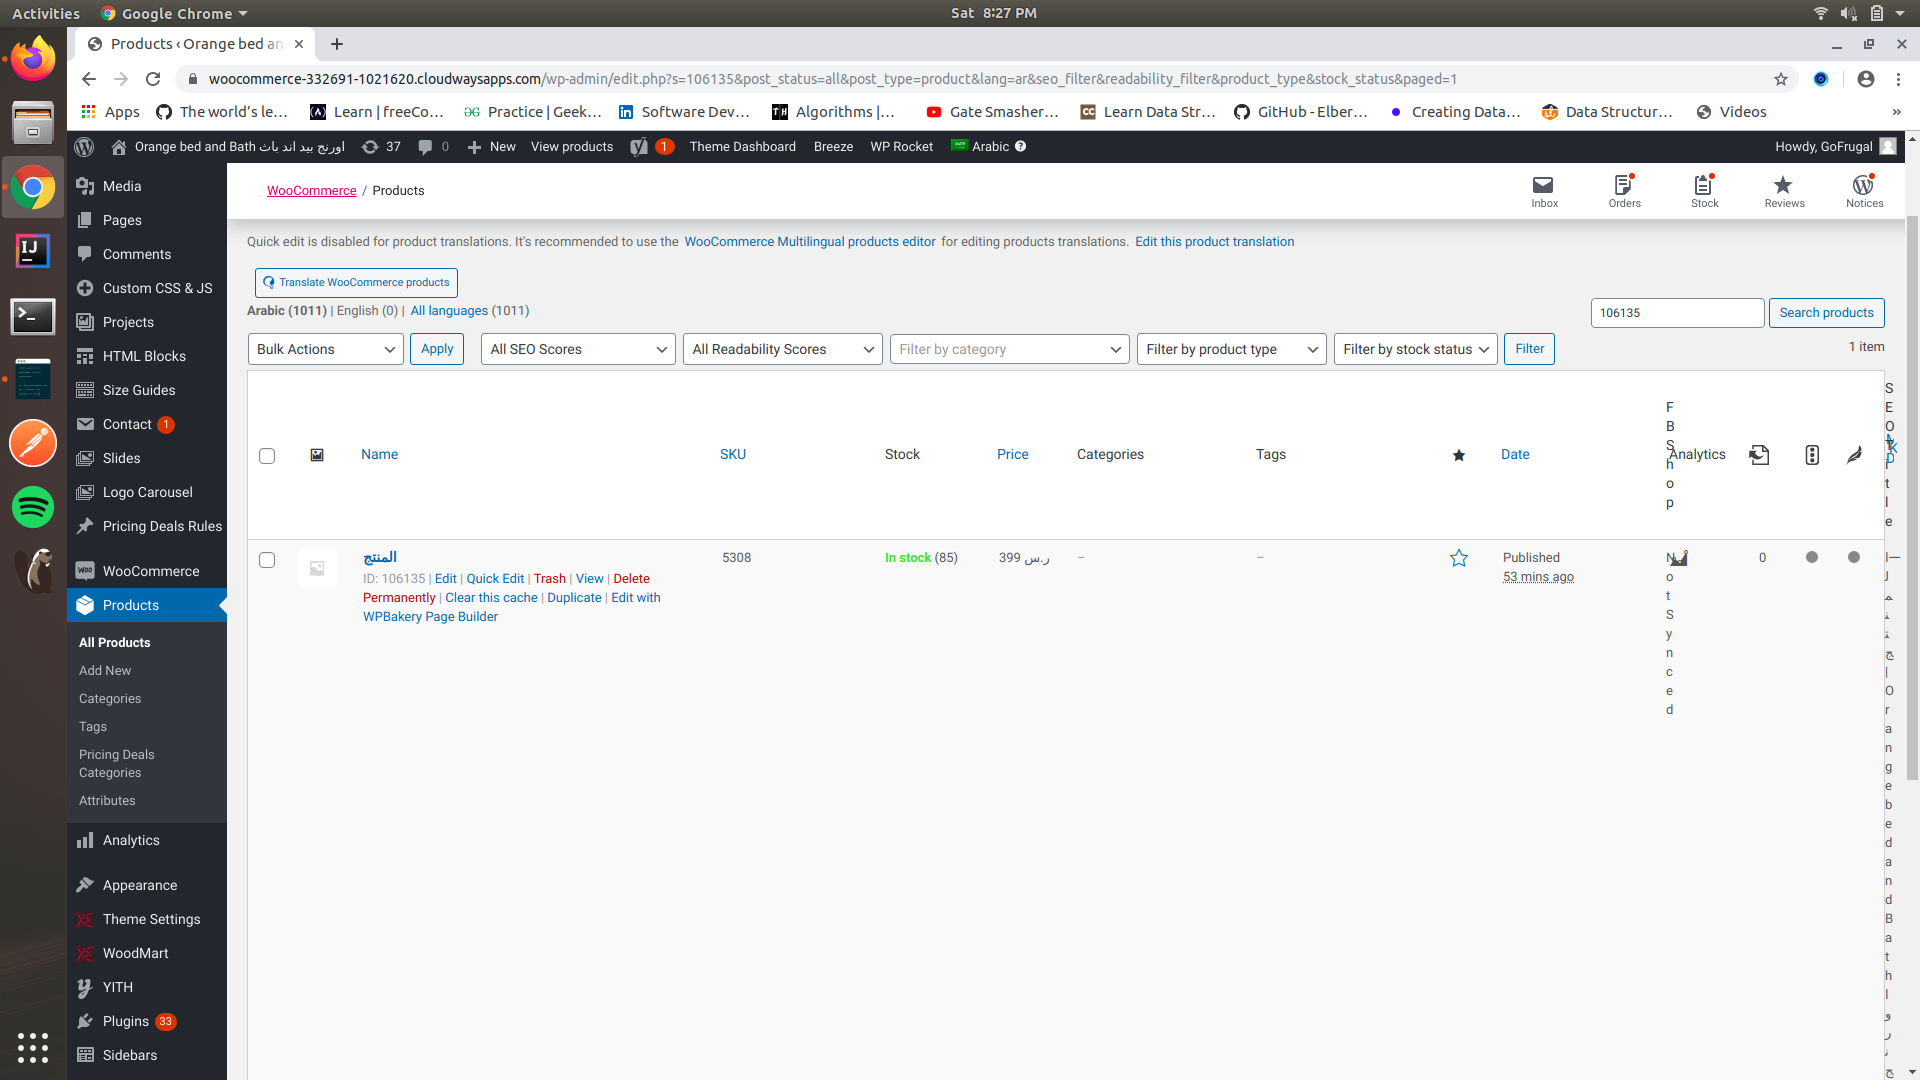 Activities
Google Chrome
Sat 8:27 PM
Products ‹ Orange bed an
woocommerce-332691-1021620.cloudwaysapps.com/wp-admin/edit.php?s=106135&post_status=all&post_type=product&lang=ar&seo_filter&readability_filter&product_type&stock_status&paged=1
Apps
The world's le...
Learn | freeCo...
Practice | Geek...
Software Dev...
Algorithms |...
Gate Smasher...
Learn Data Str...
GitHub - Elber...
Creating Data...
Data Structur...
Videos
»
Orange bed and Bath اورنج بيد اند باث
37
0
New
View products
1
Theme Dashboard
Breeze
WP Rocket
Arabic
Howdy, GoFrugal
Media
Pages
Comments
Custom CSS & JS
Projects
HTML Blocks
Size Guides
Contact 1
Slides
Logo Carousel
Pricing Deals Rules
WooCommerce
Products
All Products
Add New
Categories
Tags
Pricing Deals
Categories
Attributes
Analytics
Appearance
Theme Settings
WoodMart
YITH
Plugins 33
Sidebars
WooCommerce / Products
Inbox
Orders
Stock
Reviews
Notices
Quick edit is disabled for product translations. It's recommended to use the WooCommerce Multilingual products editor for editing products translations. Edit this product translation
Translate WooCommerce products
Arabic (1011) | English (0) | All languages (1011)
106135
Search products
Bulk Actions
Apply
All SEO Scores
All Readability Scores
Filter by category
Filter by product type
Filter by stock status
Filter
1 item
Name
SKU
Stock
Price
Categories
Tags
Date
FB Shop
Analytics
SEO Title
المنتج
ID: 106135 | Edit | Quick Edit | Trash | View | Delete
Permanently | Clear this cache | Duplicate | Edit with
WPBakery Page Builder
5308
In stock (85)
399 ر.س
–
–
Published
53 mins ago
Not Synced
0
المنتج | Orange bed and Bath